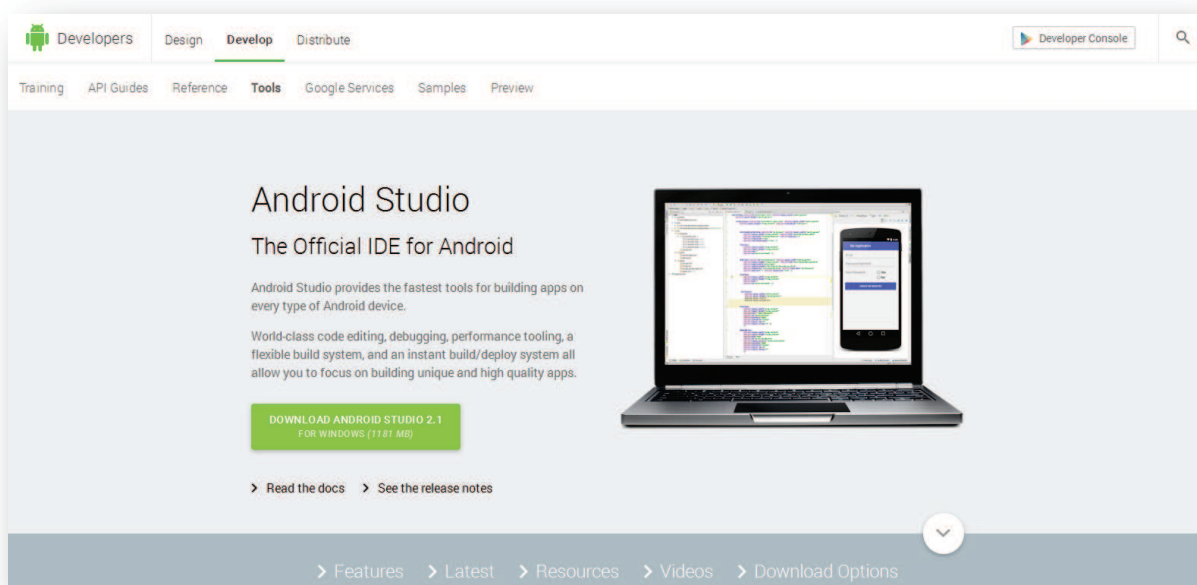 Developers Design Develop Distribute Developer Console
Training API Guides Reference Tools Google Services Samples Preview
Android Studio
The Official IDE for Android
Android Studio provides the fastest tools for building apps on
every type of Android device.
World-class code editing, debugging, performance tooling, a
flexible build system, and an instant build/deploy system all
allow you to focus on building unique and high quality apps.
DOWNLOAD ANDROID STUDIO 2.1
FOR WINDOWS (1181 MB)
Read the docs See the release notes
Features Latest Resources Videos Download Options